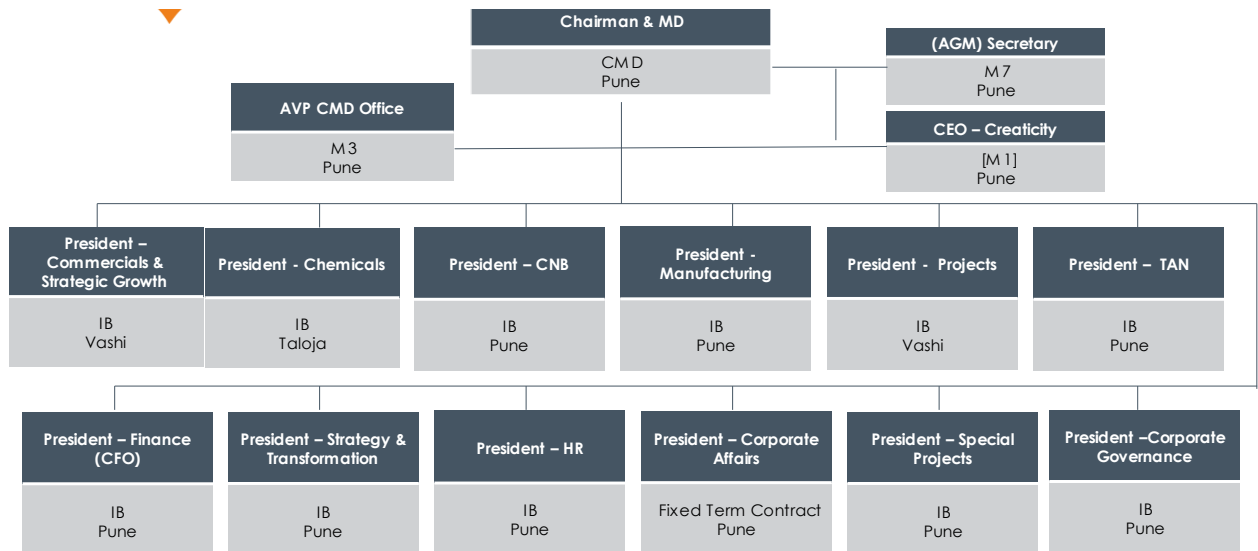 Chairman & MD
CMD
Pune
(AGM) Secretary
M7
Pune
AVP CMD Office
M3
Pune
CEO – Creaticity
[M1]
Pune
President –
Commercials &
Strategic Growth
IB
Vashi
President - Chemicals
IB
Taloja
President – CNB
IB
Pune
President -
Manufacturing
IB
Pune
President - Projects
IB
Vashi
President – TAN
IB
Pune
President – Finance
(CFO)
IB
Pune
President – Strategy &
Transformation
IB
Pune
President – HR
IB
Pune
President – Corporate
Affairs
Fixed Term Contract
Pune
President – Special
Projects
IB
Pune
President –Corporate
Governance
IB
Pune